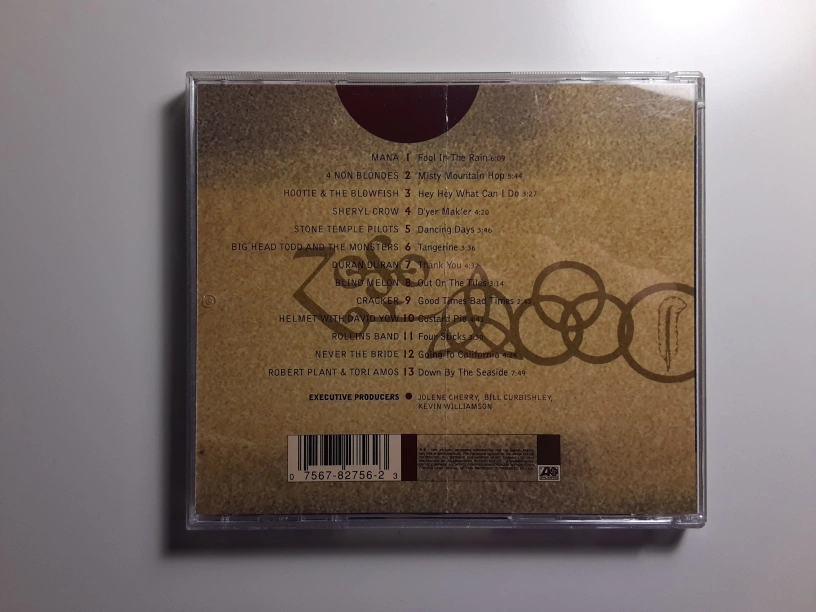 MANA 1 Fool In The Rain 6:09
4 NON BLONDES 2 Misty Mountain Hop 5:44
HOOTIE & THE BLOWFISH 3 Hey Hey What Can I Do 3:27
SHERYL CROW 4 D'yer Mak'er 4:20
STONE TEMPLE PILOTS 5 Dancing Days 3:46
BIG HEAD TODD AND THE MONSTERS 6 Tangerine 3:36
DURAN DURAN 7 Thank You 4:37
BLIND MELON 8 Out On The Tiles 3:14
CRACKER 9 Good Times Bad Times 2:43
HELMET WITH DAVID YOW 10 Custard Pie
ROLLINS BAND 11 Four Sticks
NEVER THE BRIDE 12 Going To California
ROBERT PLANT & TORI AMOS 13 Down By The Seaside 7:49
EXECUTIVE PRODUCERS ● JOLENE CHERRY, BILL CURBISHLEY,
KEVIN WILLIAMSON
0 7567-82756-2 3